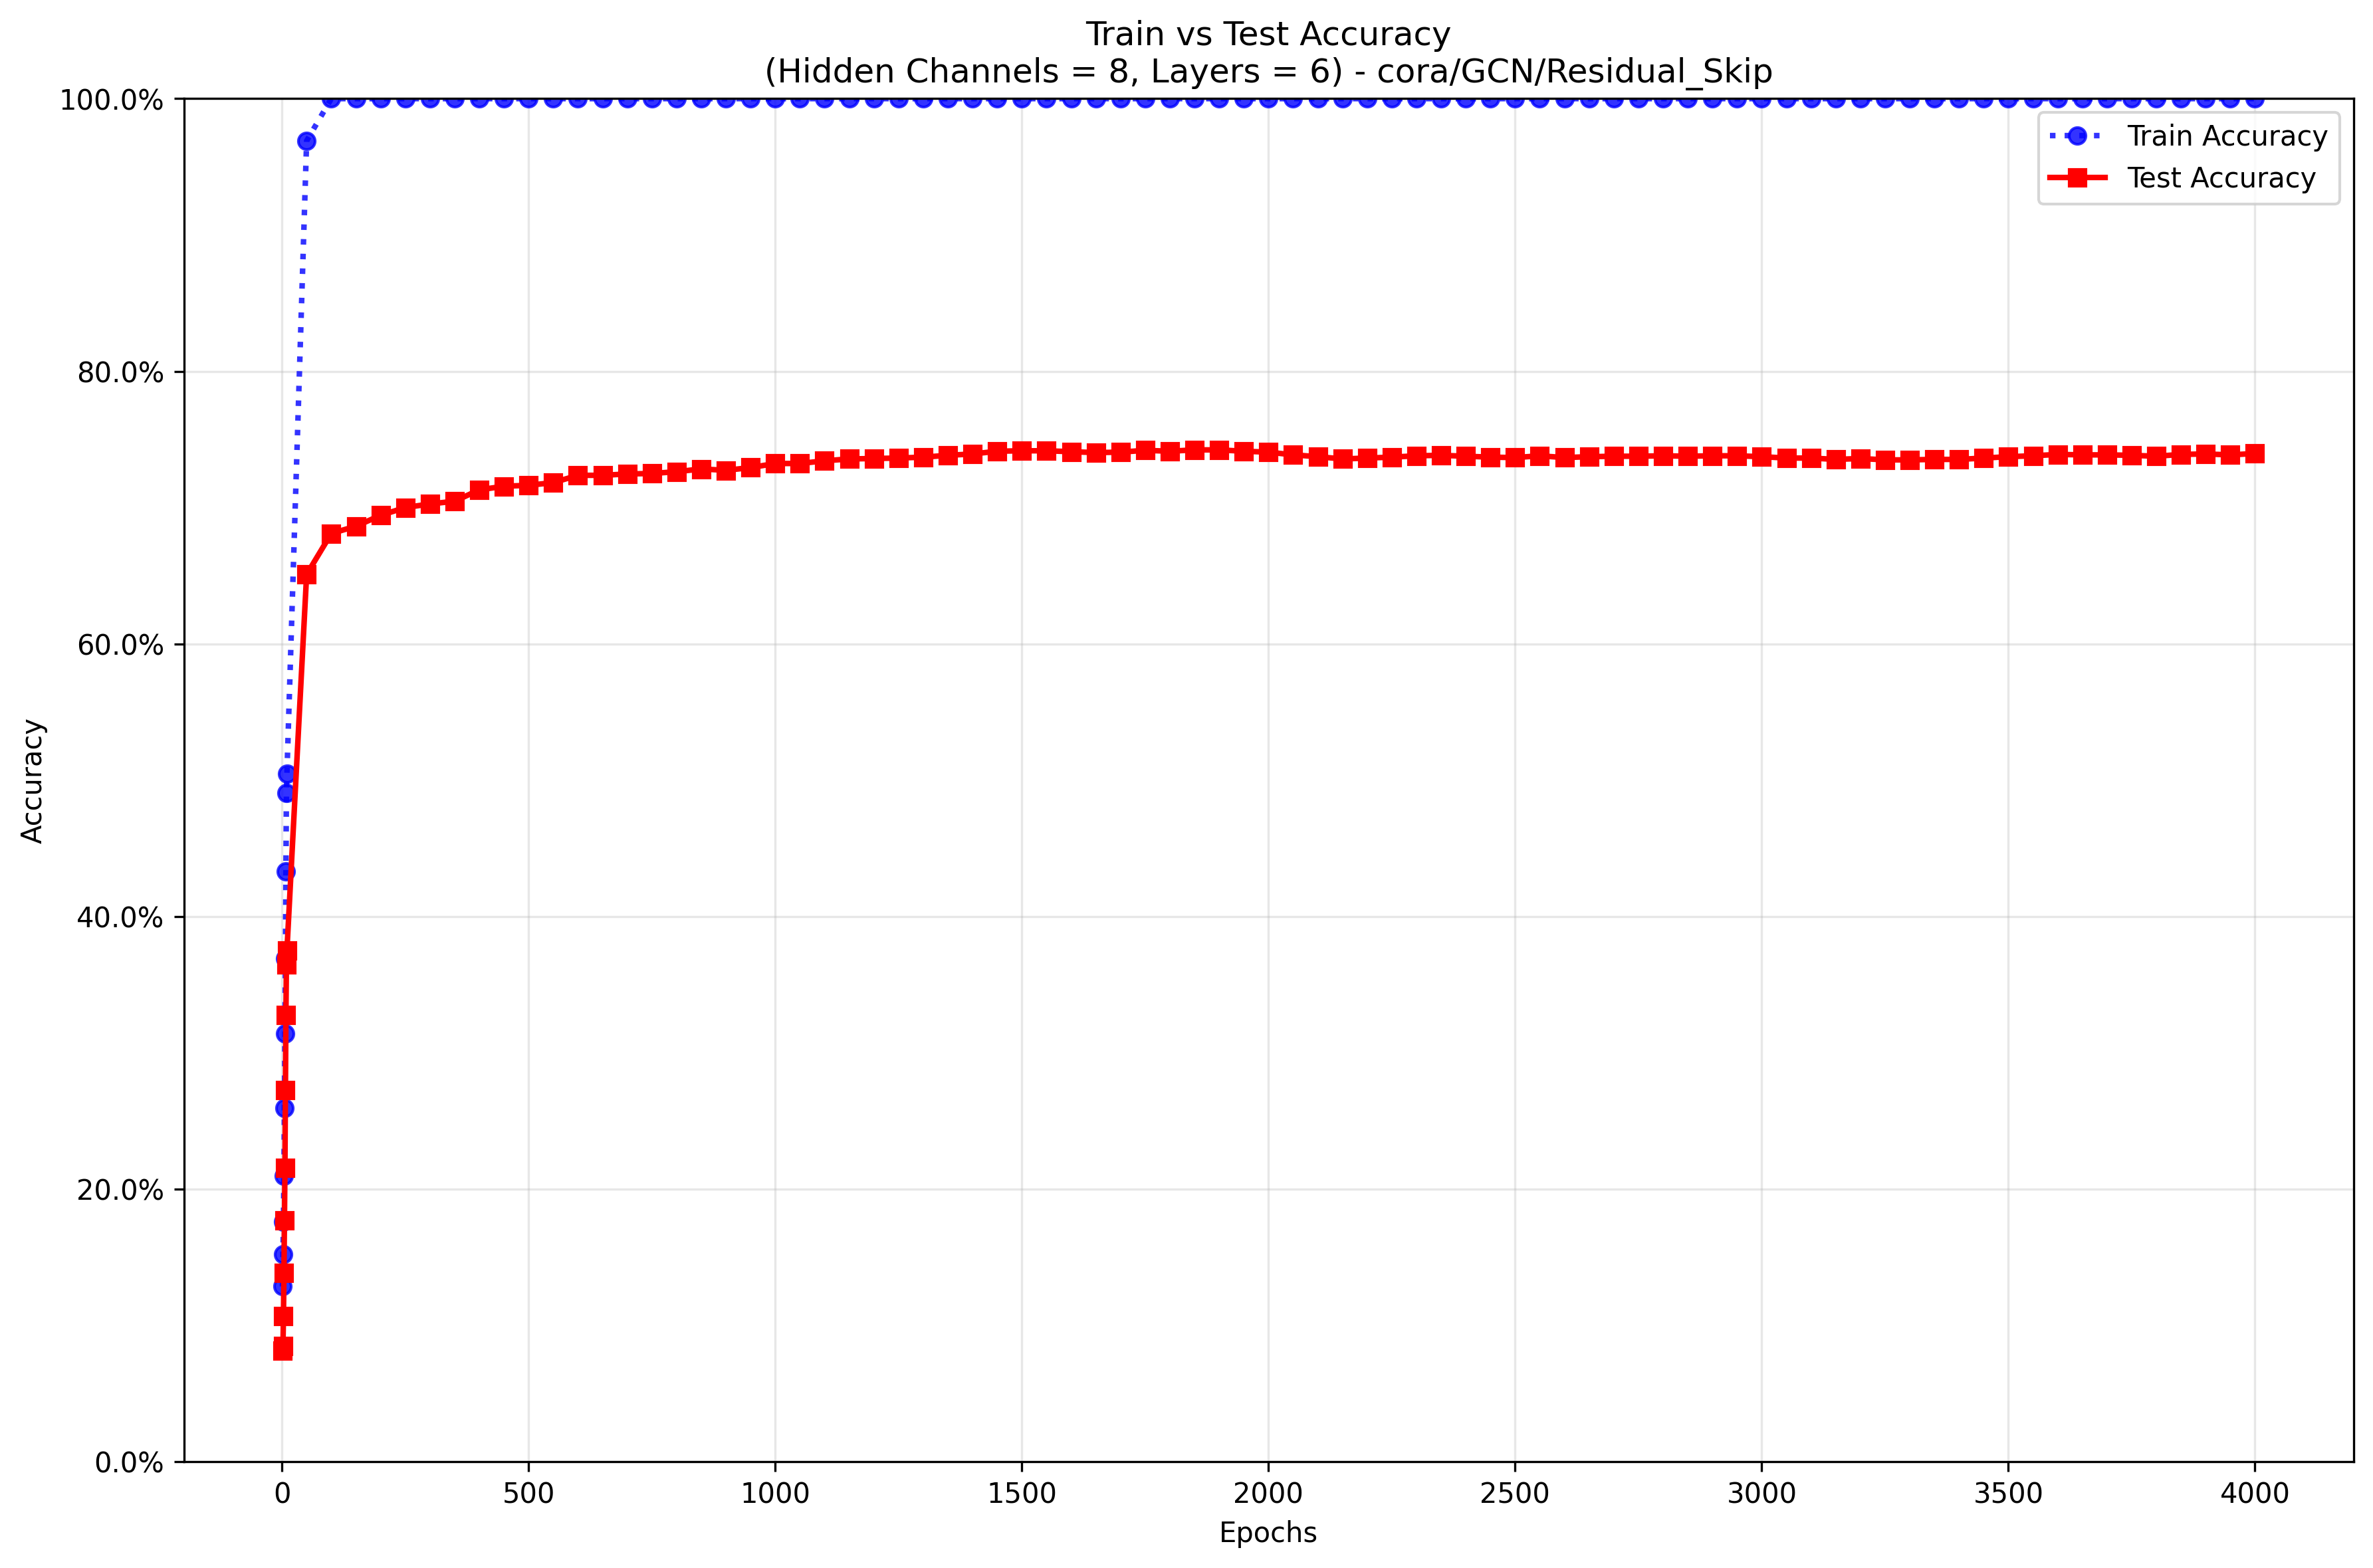 Train vs Test Accuracy
(Hidden Channels = 8, Layers = 6) - cora/GCN/Residual_Skip
100.0%
80.0%
60.0%
40.0%
20.0%
0.0%
Accuracy
Train Accuracy
Test Accuracy
0
500
1000
1500
2000
2500
3000
3500
4000
Epochs